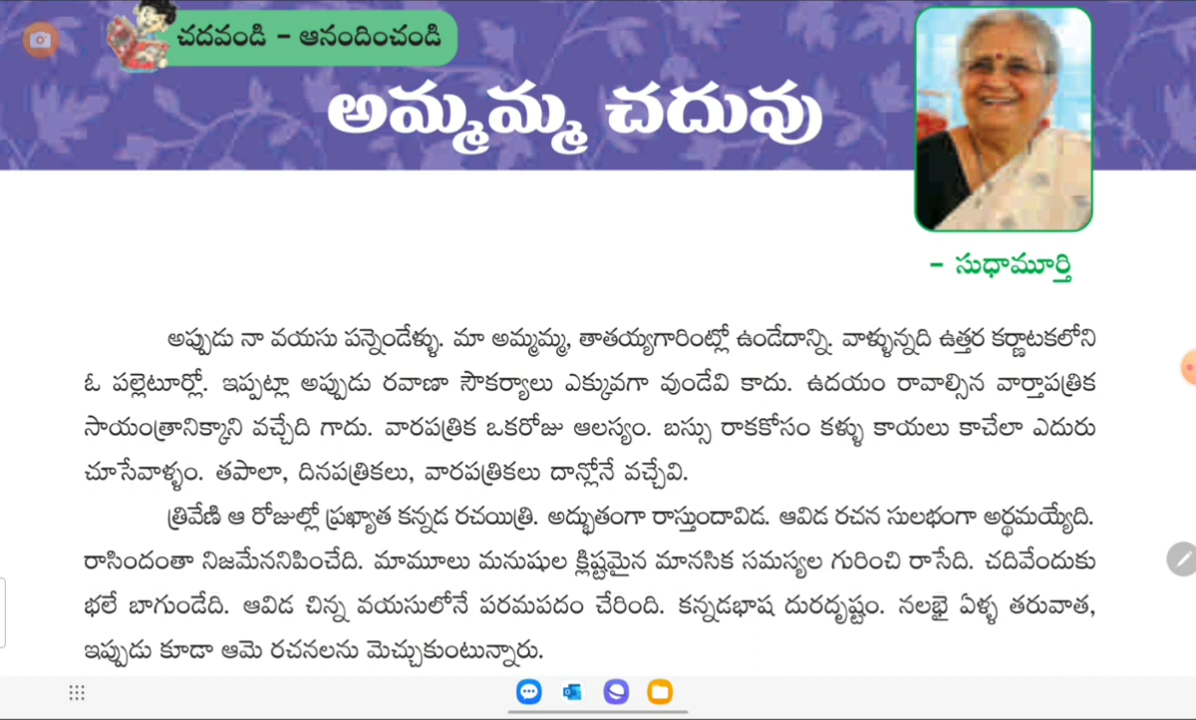 చదవండి - ఆనందించండి
అమ్మమ్మ చదువు
- సుధామూర్తి
అప్పుడు నా వయసు పన్నెండేళ్ళు. మా అమ్మమ్మ, తాతయ్యగారింట్లో ఉండేదాన్ని. వాళ్ళున్నది ఉత్తర కర్ణాటకలోని
ఓ పల్లెటూర్లో. ఇప్పట్లా అప్పుడు రవాణా సౌకర్యాలు ఎక్కువగా వుండేవి కాదు. ఉదయం రావాల్సిన వార్తాపత్రిక
సాయంత్రానిక్కాని వచ్చేది గాదు. వారపత్రిక ఒకరోజు ఆలస్యం. బస్సు రాకకోసం కళ్ళు కాయలు కాచేలా ఎదురు
చూసేవాళ్ళం. తపాలా, దినపత్రికలు, వారపత్రికలు దాన్లోనే వచ్చేవి.
త్రివేణి ఆ రోజుల్లో ప్రఖ్యాత కన్నడ రచయిత్రి. అద్భుతంగా రాస్తుందావిడ. ఆవిడ రచన సులభంగా అర్థమయ్యేది.
రాసిందంతా నిజమేననిపించేది. మామూలు మనుషుల క్లిష్టమైన మానసిక సమస్యల గురించి రాసేది. చదివేందుకు
భలే బాగుండేది. ఆవిడ చిన్న వయసులోనే పరమపదం చేరింది. కన్నడభాష దురదృష్టం. నలభై ఏళ్ళ తరువాత,
ఇప్పుడు కూడా ఆమె రచనలను మెచ్చుకుంటున్నారు.